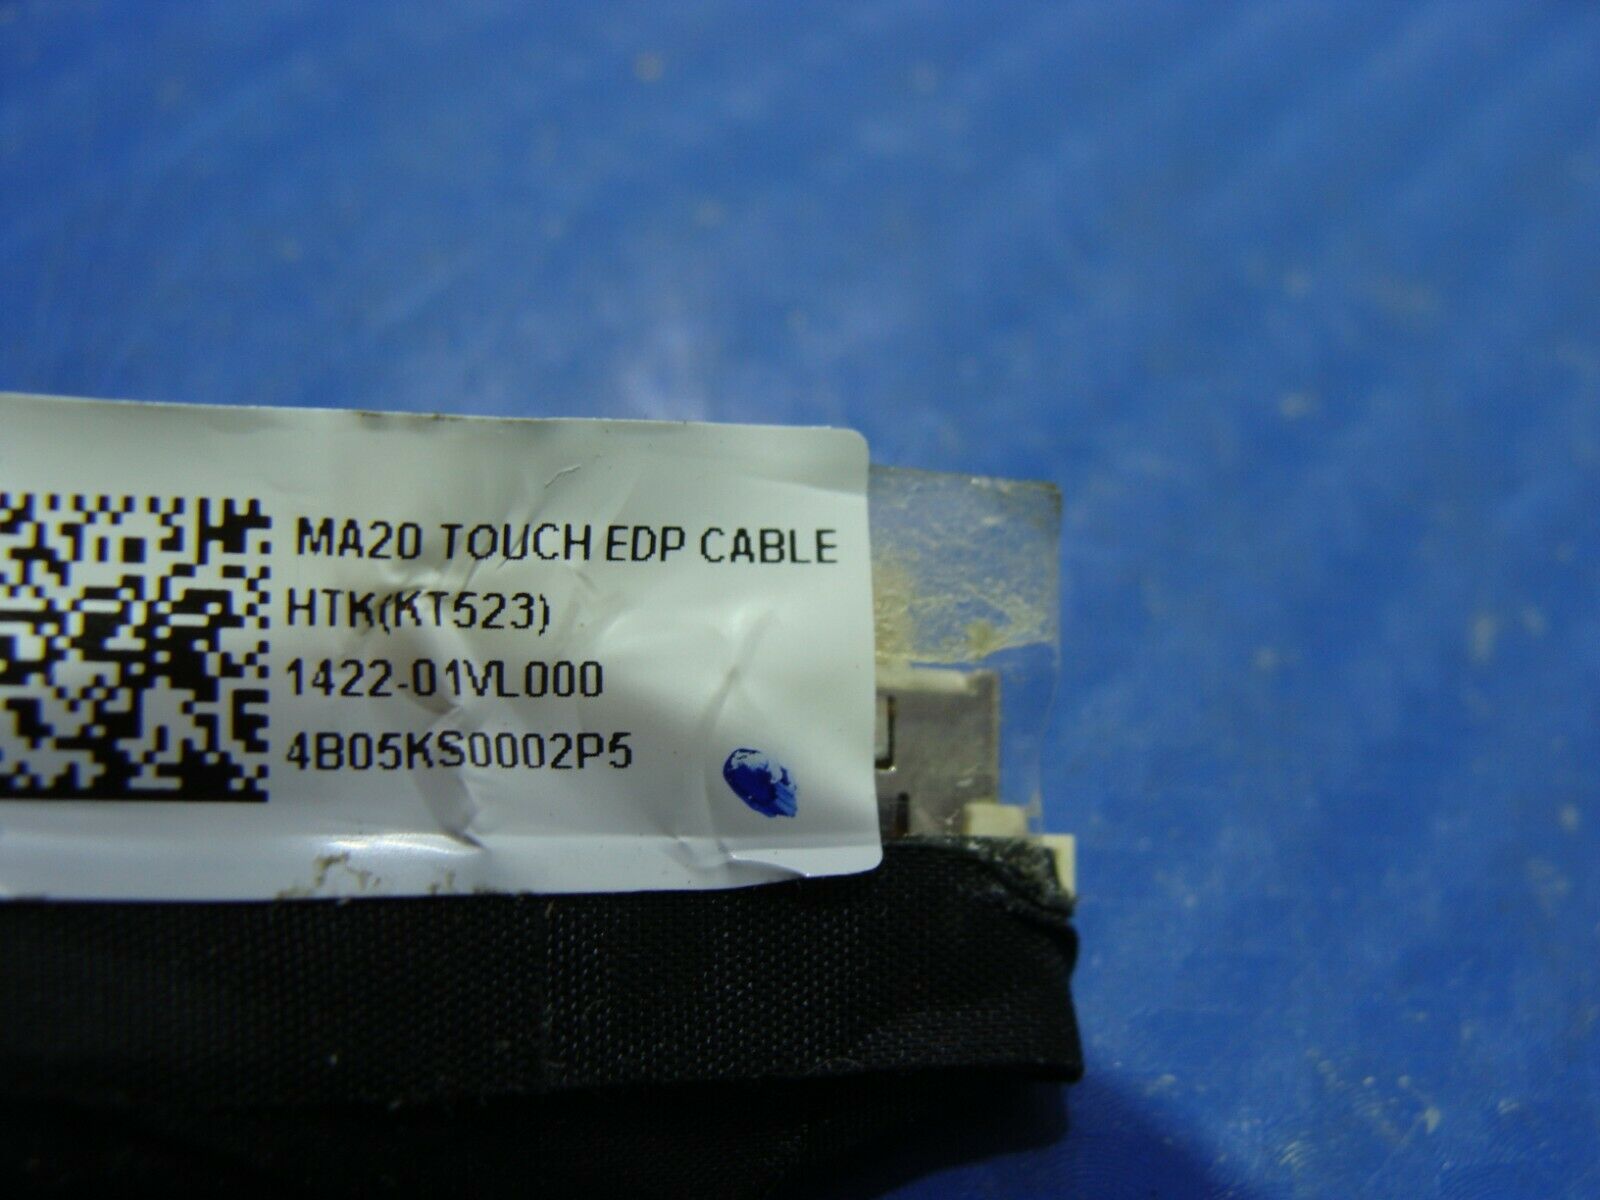 MA20 TOUCH EDP CABLE
HTK(KT523)
1422-01VL000
4B05KS0002P5